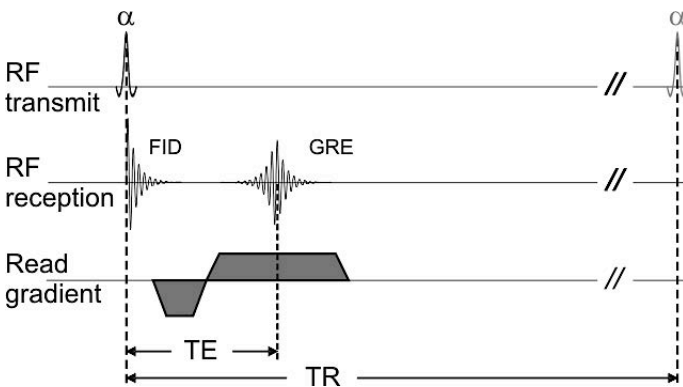 α α
RF
transmit
FID GRE
RF
reception
Read
gradient
TE
TR